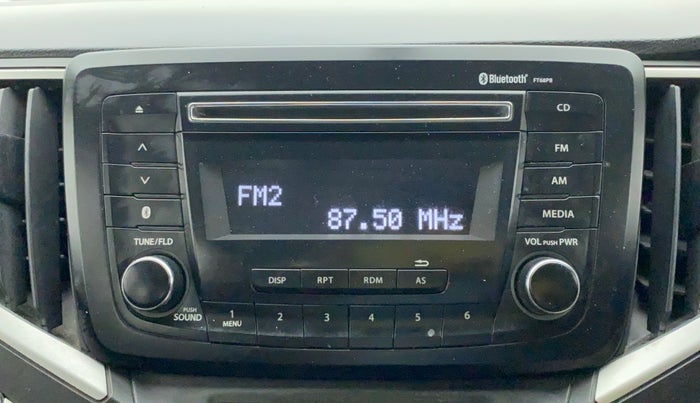 Bluetooth® FT68PB
CD
FM
AM
MEDIA
FM2
87.50 MHz
TUNE/FLD
VOL PUSH PWR
DISP RPT RDM AS
PUSH
SOUND
1 2 3 4 5 6
MENU